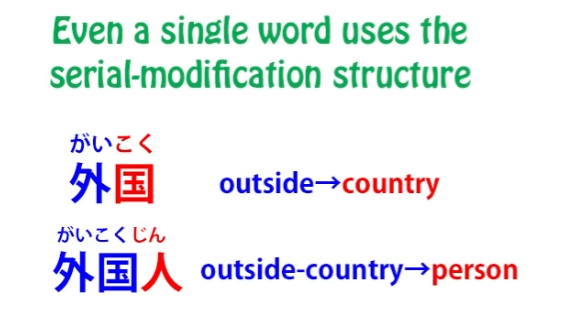 Even a single word uses the
serial-modification structure
がいこく
外国 outside→country
がいこくじん
外国人 outside-country→person